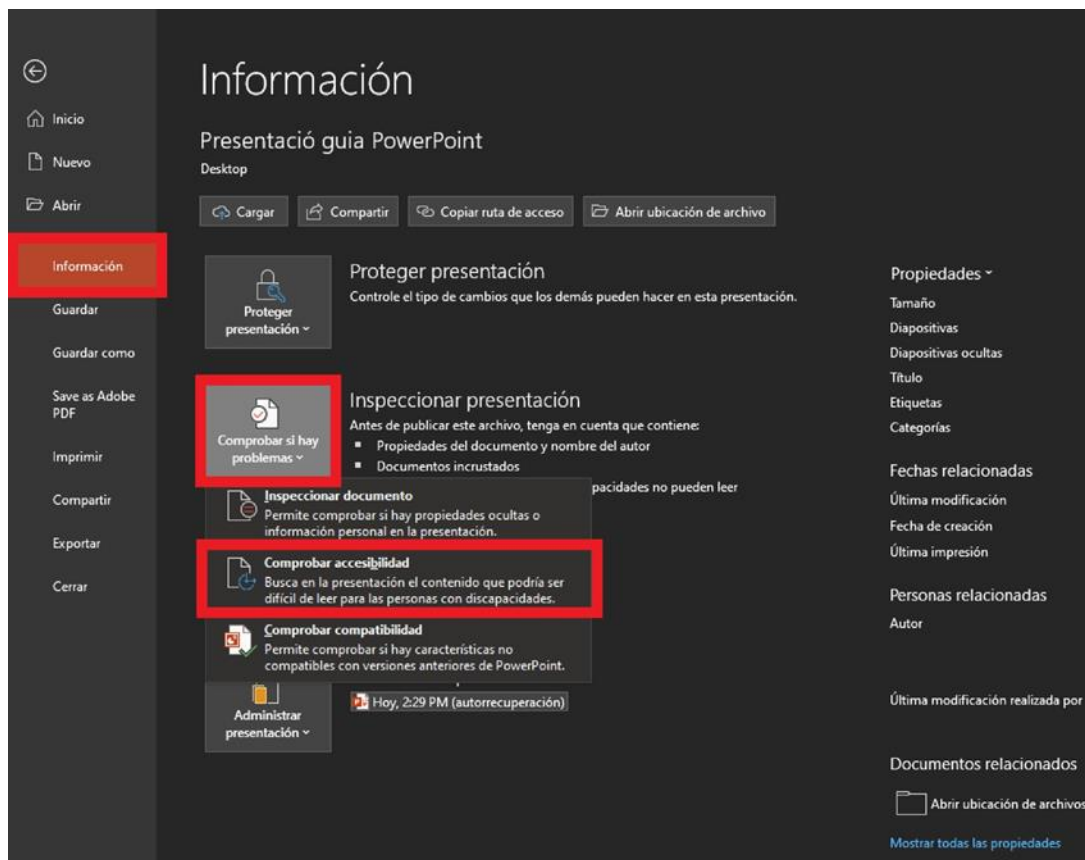 Información
Presentació guia PowerPoint
Desktop
Inicio
Nuevo
Abrir
Información
Guardar
Guardar como
Save as Adobe
PDF
Imprimir
Compartir
Exportar
Cerrar
Cargar
Compartir
Copiar ruta de acceso
Abrir ubicación de archivo
Proteger
presentación
Proteger presentación
Controle el tipo de cambios que los demás pueden hacer en esta presentación.
Comprobar si hay
problemas
Inspeccionar presentación
Antes de publicar este archivo, tenga en cuenta que contiene:
Propiedades del documento y nombre del autor
Documentos incrustados
pacidades no pueden leer
Inspeccionar documento
Permite comprobar si hay propiedades ocultas o
información personal en la presentación.
Comprobar accesibilidad
Busca en la presentación el contenido que podría ser
difícil de leer para las personas con discapacidades.
Comprobar compatibilidad
Permite comprobar si hay características no
compatibles con versiones anteriores de PowerPoint.
Administrar
presentación
Hoy, 2:29 PM (autorrecuperación)
Propiedades
Tamaño
Diapositivas
Diapositivas ocultas
Título
Etiquetas
Categorías
Fechas relacionadas
Última modificación
Fecha de creación
Última impresión
Personas relacionadas
Autor
Última modificación realizada por
Documentos relacionados
Abrir ubicación de archivos
Mostrar todas las propiedades